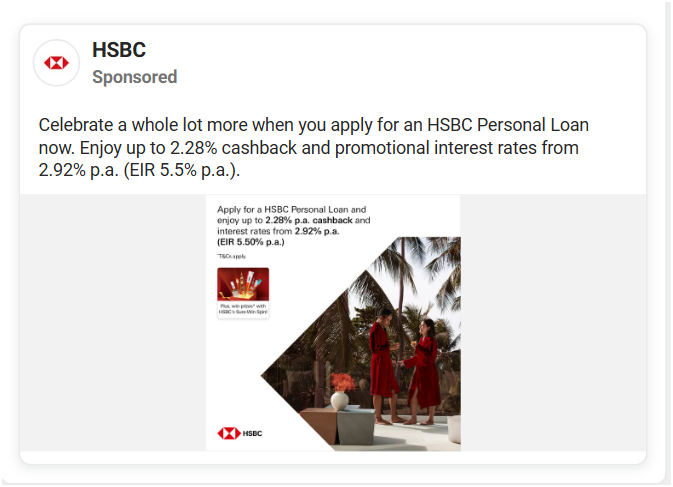 HSBC
Sponsored
Celebrate a whole lot more when you apply for an HSBC Personal Loan
now. Enjoy up to 2.28% cashback and promotional interest rates from
2.92% p.a. (EIR 5.5% p.a.).
Apply for a HSBC Personal Loan and
enjoy up to 2.28% p.a. cashback and
interest rates from 2.92% p.a.
(EIR 5.50% p.a.)
*T&Cs apply.
Plus, win prizes* with
HSBC's Sure-Win Spin!
HSBC